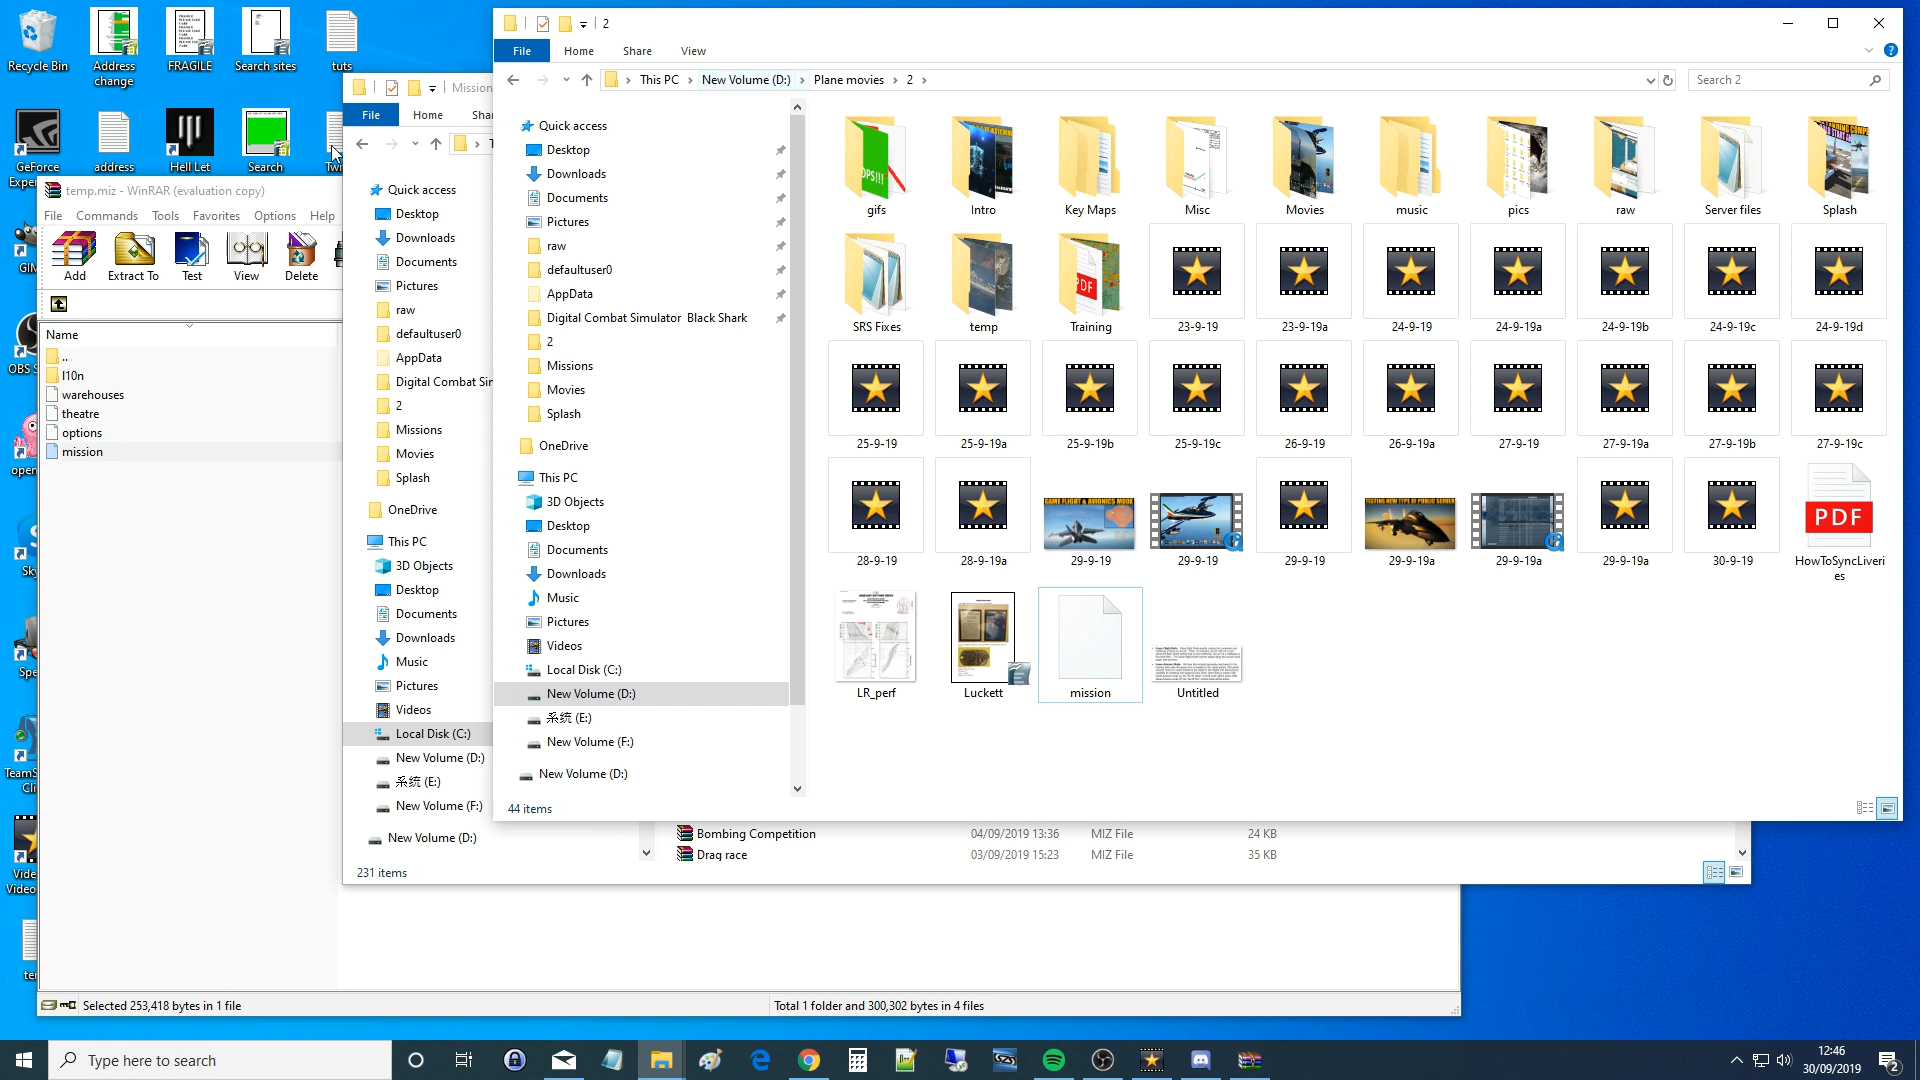 Recycle Bin
Address change
FRAGILE
Search sites
tuts
GeForce
address
Hell Let
Search
temp.miz - WinRAR (evaluation copy)
File Commands Tools Favorites Options Help
Add Extract To Test View Delete
Name
..
l10n
warehouses
theatre
options
mission
Selected 253,418 bytes in 1 file
Total 1 folder and 300,302 bytes in 4 files
File Home
Quick access
Desktop
Downloads
Documents
Pictures
raw
defaultuser0
AppData
Digital Combat
2
Missions
Movies
Splash
OneDrive
This PC
3D Objects
Desktop
Documents
Downloads
Music
Pictures
Videos
Local Disk (C:)
New Volume (D:)
系统 (E:)
New Volume (F:)
New Volume (D:)
231 items
Bombing Competition 04/09/2019 13:36 MIZ File 24 KB
Drag race 03/09/2019 15:23 MIZ File 35 KB
2
File Home Share View
This PC New Volume (D:) Plane movies 2
Search 2
Quick access
Desktop
Downloads
Documents
Pictures
raw
defaultuser0
AppData
Digital Combat Simulator Black Shark
2
Missions
Movies
Splash
OneDrive
This PC
3D Objects
Desktop
Documents
Downloads
Music
Pictures
Videos
Local Disk (C:)
New Volume (D:)
系统 (E:)
New Volume (F:)
New Volume (D:)
44 items
gifs Intro Key Maps Misc Movies music pics raw Server files Splash
SRS Fixes temp Training 23-9-19 23-9-19a 24-9-19 24-9-19a 24-9-19b 24-9-19c 24-9-19d
25-9-19 25-9-19a 25-9-19b 25-9-19c 26-9-19 26-9-19a 27-9-19 27-9-19a 27-9-19b 27-9-19c
PDF
28-9-19 28-9-19a 29-9-19 29-9-19 29-9-19 29-9-19a 29-9-19a 29-9-19a 30-9-19 HowToSyncLiveries
LR_perf Luckett mission Untitled
Type here to search
12:46
30/09/2019
2